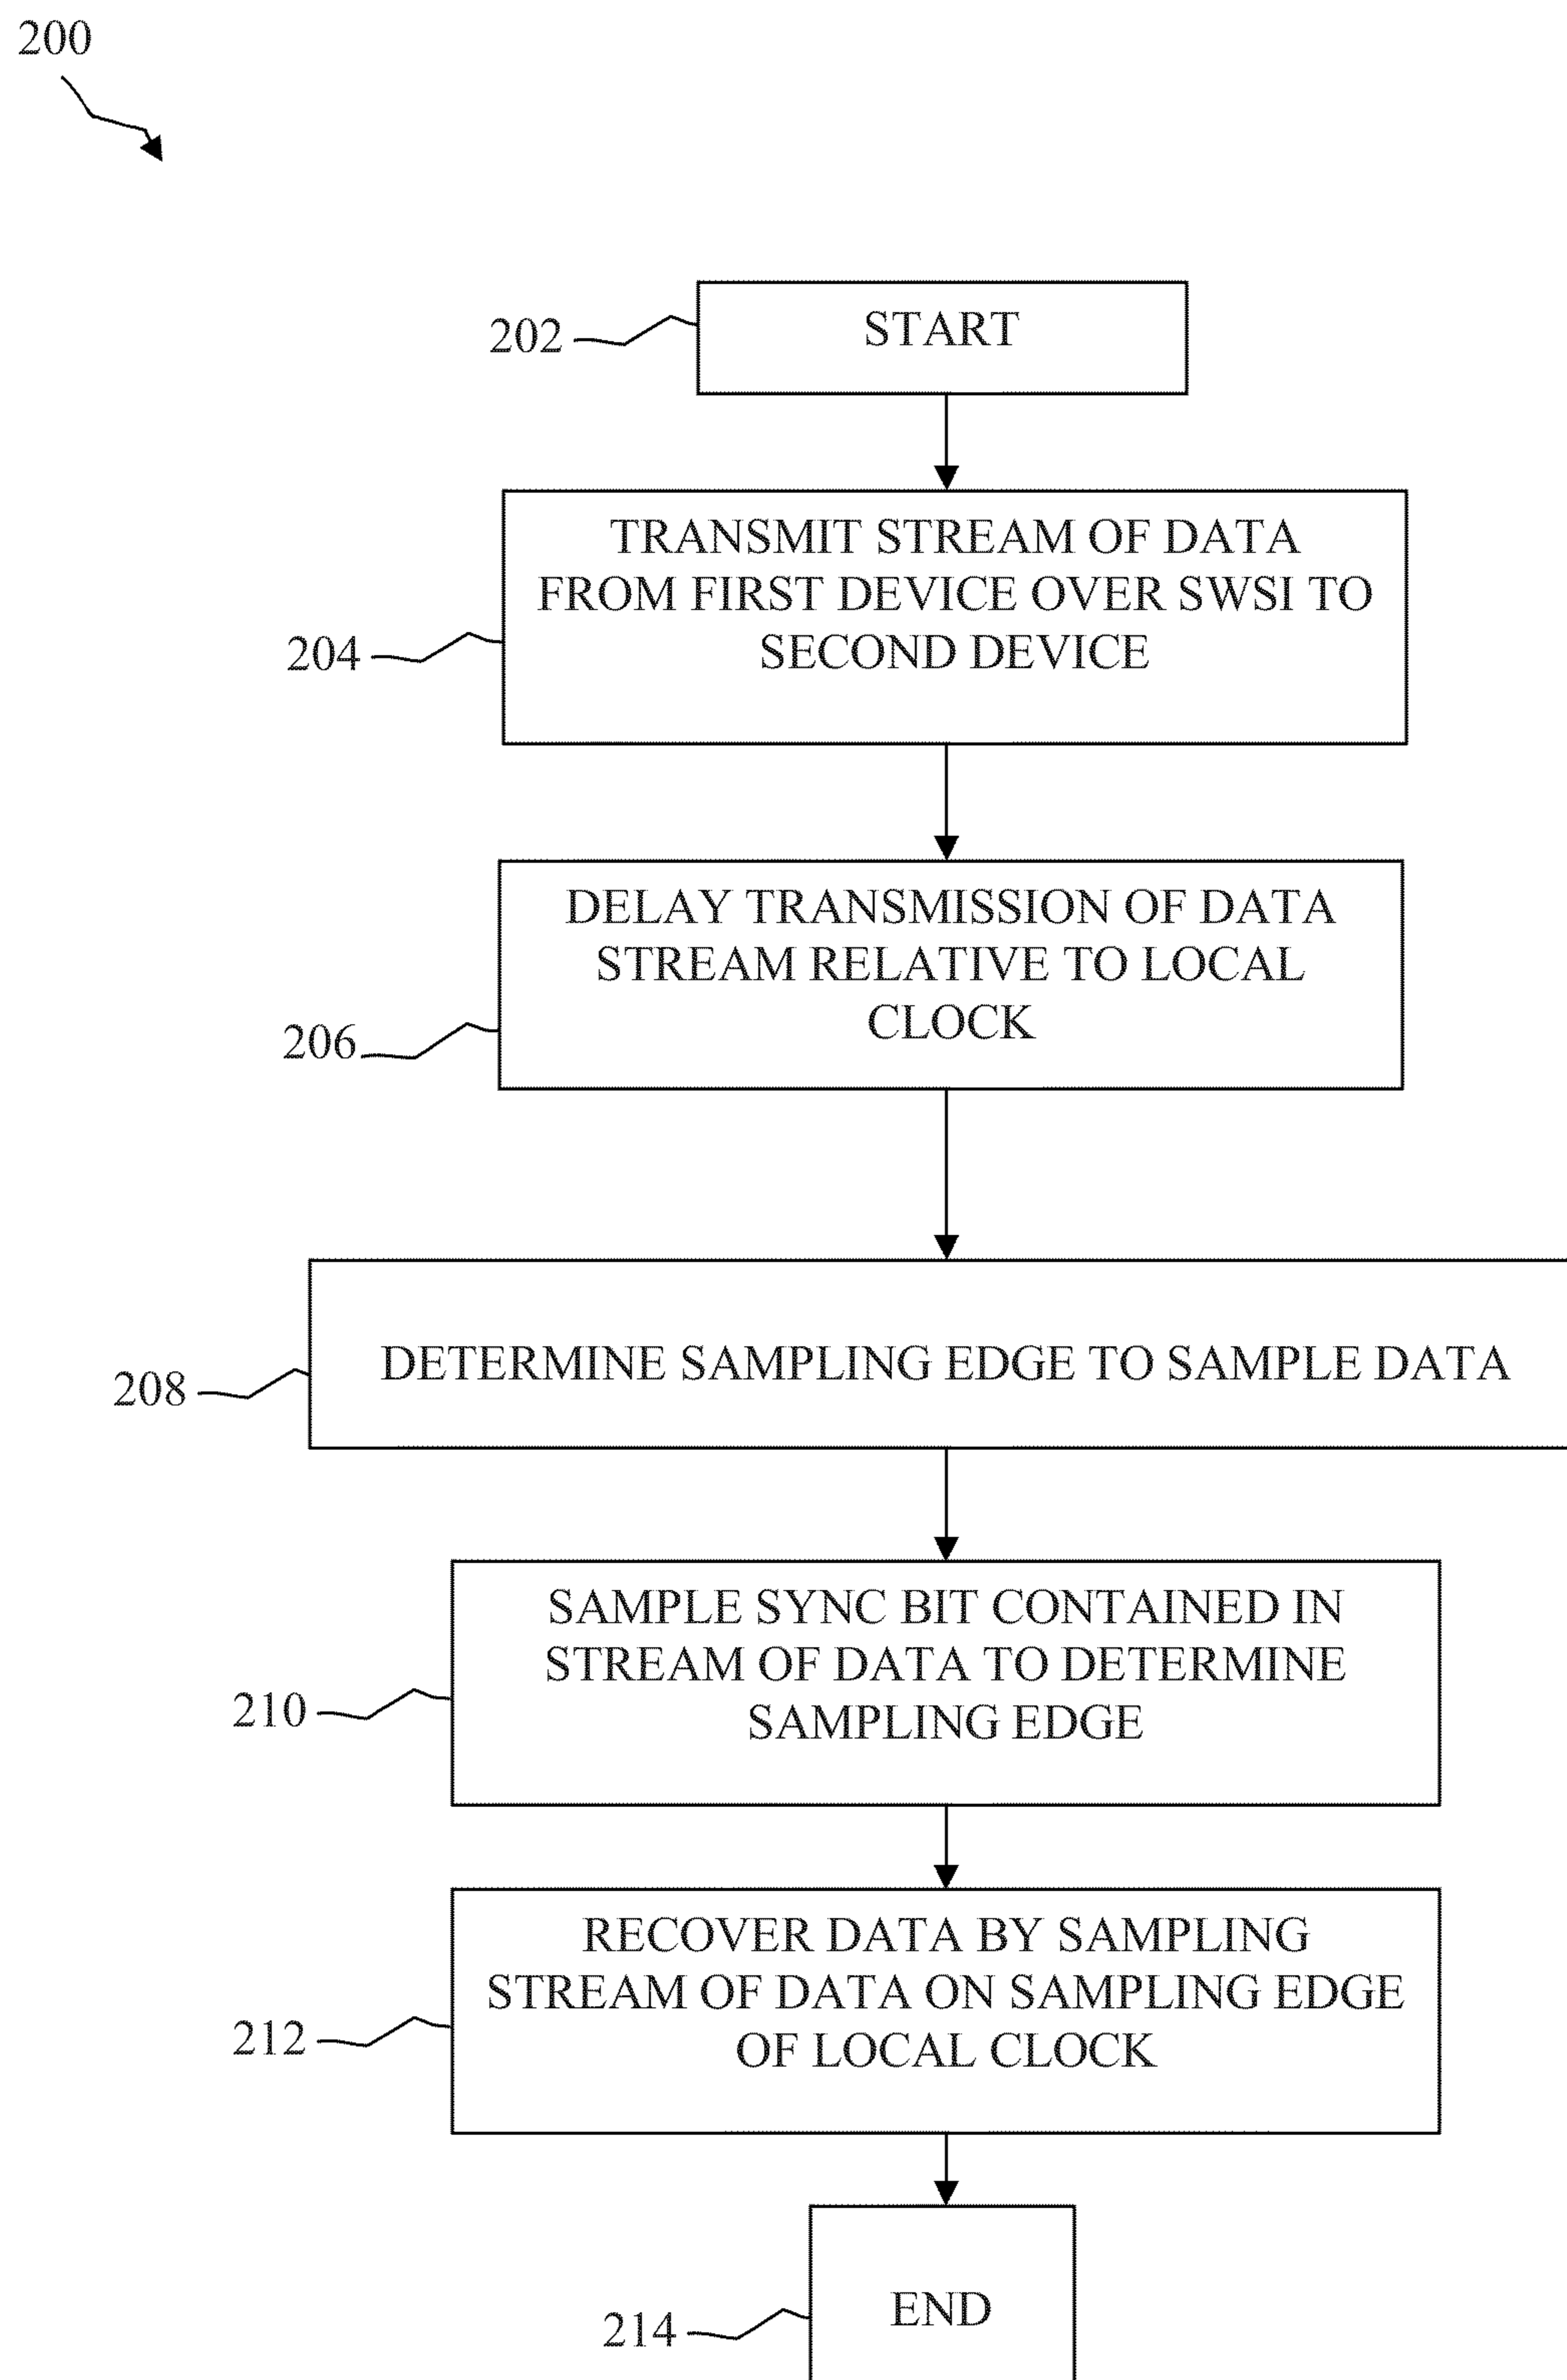 200
202
START
TRANSMIT STREAM OF DATA
FROM FIRST DEVICE OVER SWSI TO
SECOND DEVICE
204
DELAY TRANSMISSION OF DATA
STREAM RELATIVE TO LOCAL
CLOCK
206
DETERMINE SAMPLING EDGE TO SAMPLE DATA
208
SAMPLE SYNC BIT CONTAINED IN
STREAM OF DATA TO DETERMINE
SAMPLING EDGE
210
RECOVER DATA BY SAMPLING
STREAM OF DATA ON SAMPLING EDGE
OF LOCAL CLOCK
212
END
214